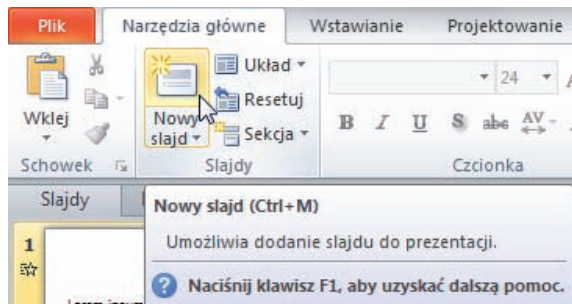 Plik Narzędzia główne Wstawianie Projektowanie
Układ
24
Resetuj
Wklej Nowy slajd Sekcja B I U S abc AV
Schowek Slajdy Czcionka
Slajdy
Nowy slajd (Ctrl+M)
1 Umożliwia dodanie slajdu do prezentacji.
Naciśnij klawisz F1, aby uzyskać dalszą pomoc.